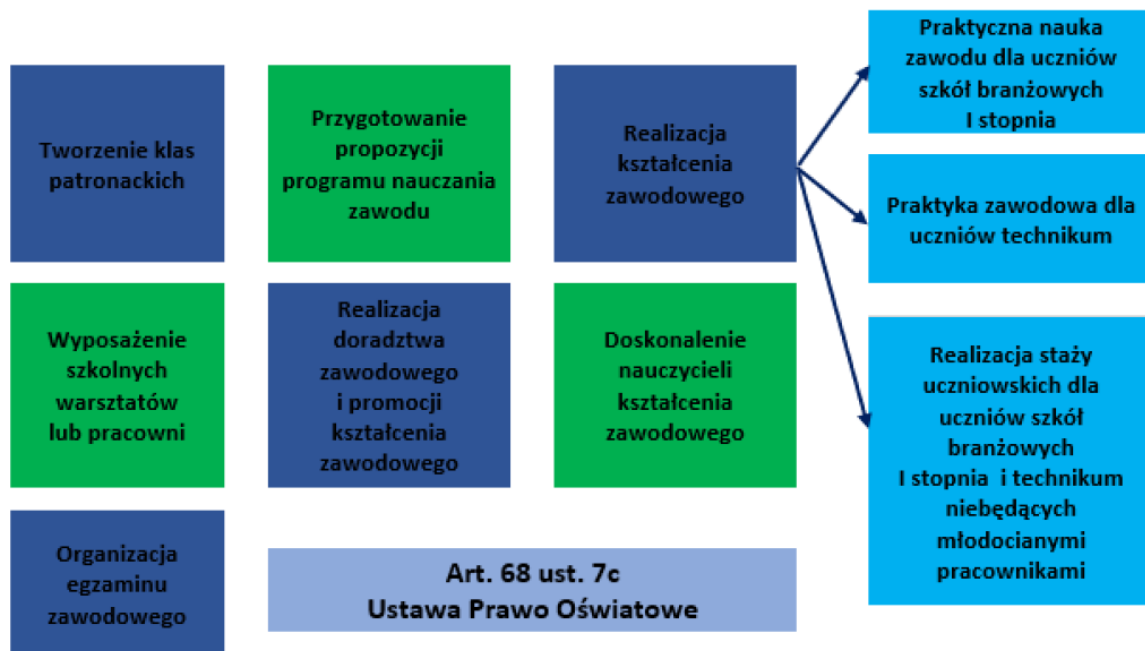 Tworzenie klas
patronackich
Przygotowanie
propozycji
programu nauczania
zawodu
Realizacja
kształcenia
zawodowego
Praktyczna nauka
zawodu dla uczniów
szkół branżowych
I stopnia
Praktyka zawodowa dla
uczniów technikum
Wyposażenie
szkolnych
warsztatów
lub pracowni
Realizacja
doradztwa
zawodowego
i promocji
kształcenia
zawodowego
Doskonalenie
nauczycieli
kształcenia
zawodowego
Realizacja staży
uczniowskich dla
uczniów szkół
branżowych
I stopnia i technikum
niebędących
młodocianymi
pracownikami
Organizacja
egzaminu
zawodowego
Art. 68 ust. 7c
Ustawa Prawo Oświatowe